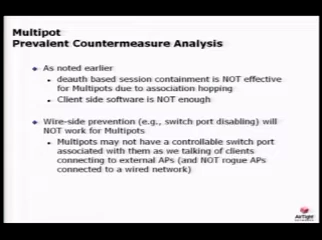 Multipot
Prevalent Countermeasure Analysis
As noted earlier
deauth based session containment is NOT effective
for Multipots due to association hopping
Client side software is NOT enough
Wire-side prevention (e.g., switch port disabling) will
NOT work for Multipots
Multipots may not have a controllable switch port
associated with them as we talking of clients
connecting to external APs (and NOT rogue APs
connected to a wired network)
AirTight